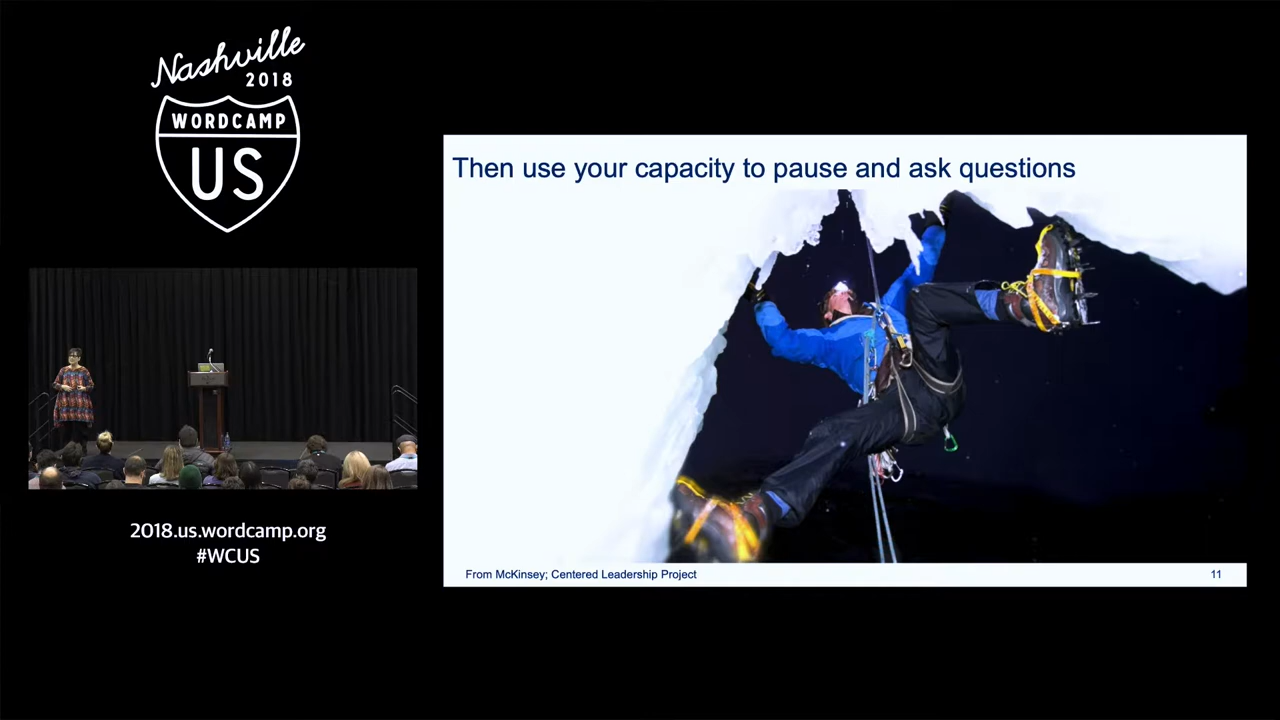 Nashville
2018
WORDCAMP
US
2018.us.wordcamp.org
#WCUS
Then use your capacity to pause and ask questions
From McKinsey; Centered Leadership Project
11